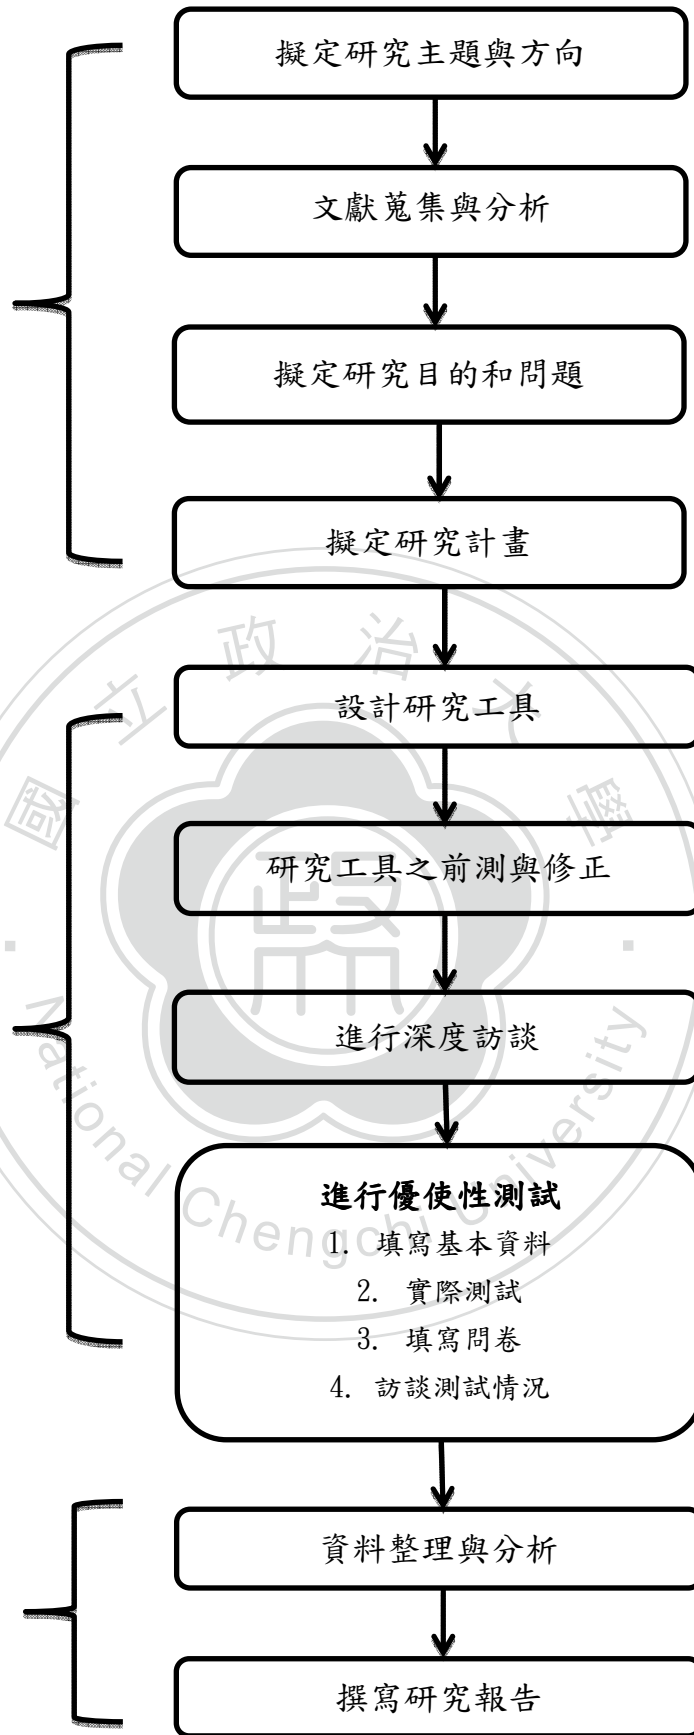 擬定研究主題與方向
文獻蒐集與分析
擬定研究目的和問題
擬定研究計畫
設計研究工具
研究工具之前測與修正
進行深度訪談
進行優使性測試
1. 填寫基本資料
2. 實際測試
3. 填寫問卷
4. 訪談測試情況
資料整理與分析
撰寫研究報告
國立政治大學
National Chengchi University
政